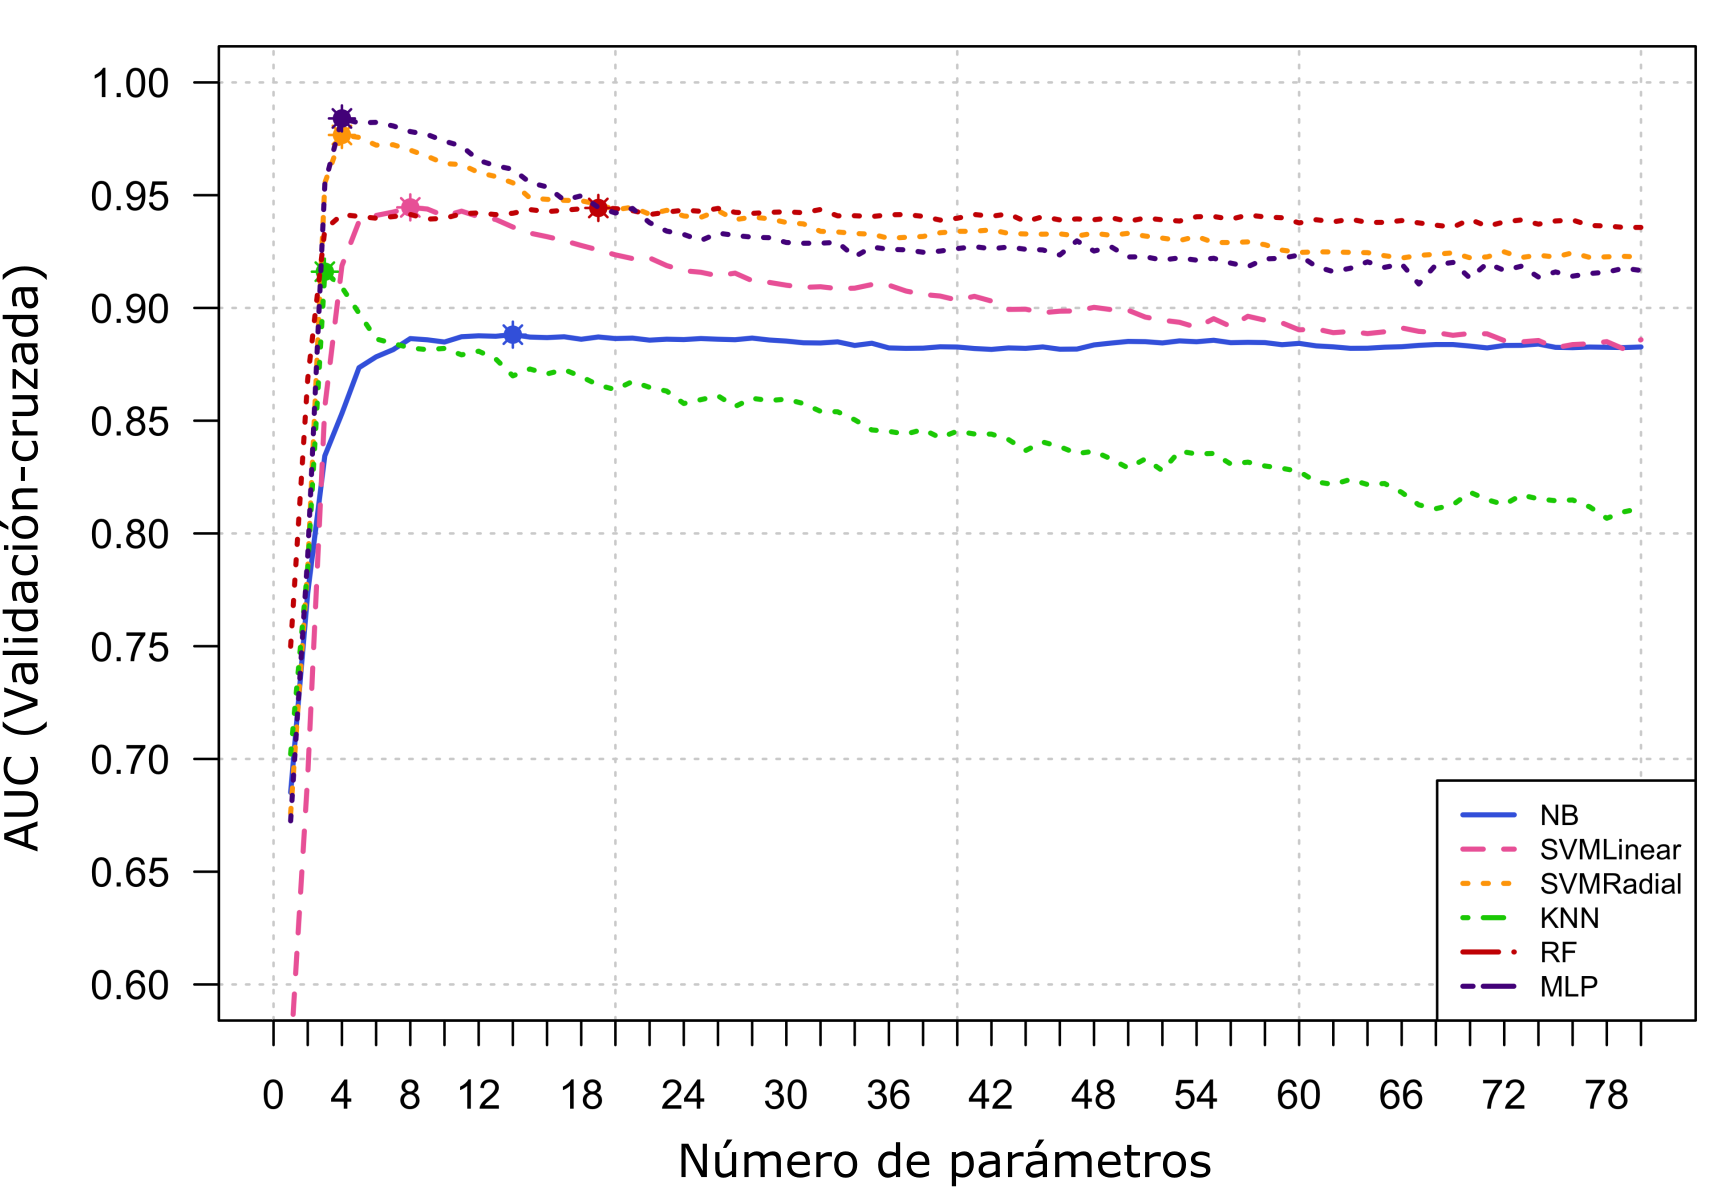 AUC (Validación-cruzada)
1.00
0.95
0.90
0.85
0.80
0.75
0.70
0.65
0.60
NB
SVMLinear
SVMRadial
KNN
RF
MLP
0 4 8 12 18 24 30 36 42 48 54 60 66 72 78
Número de parámetros